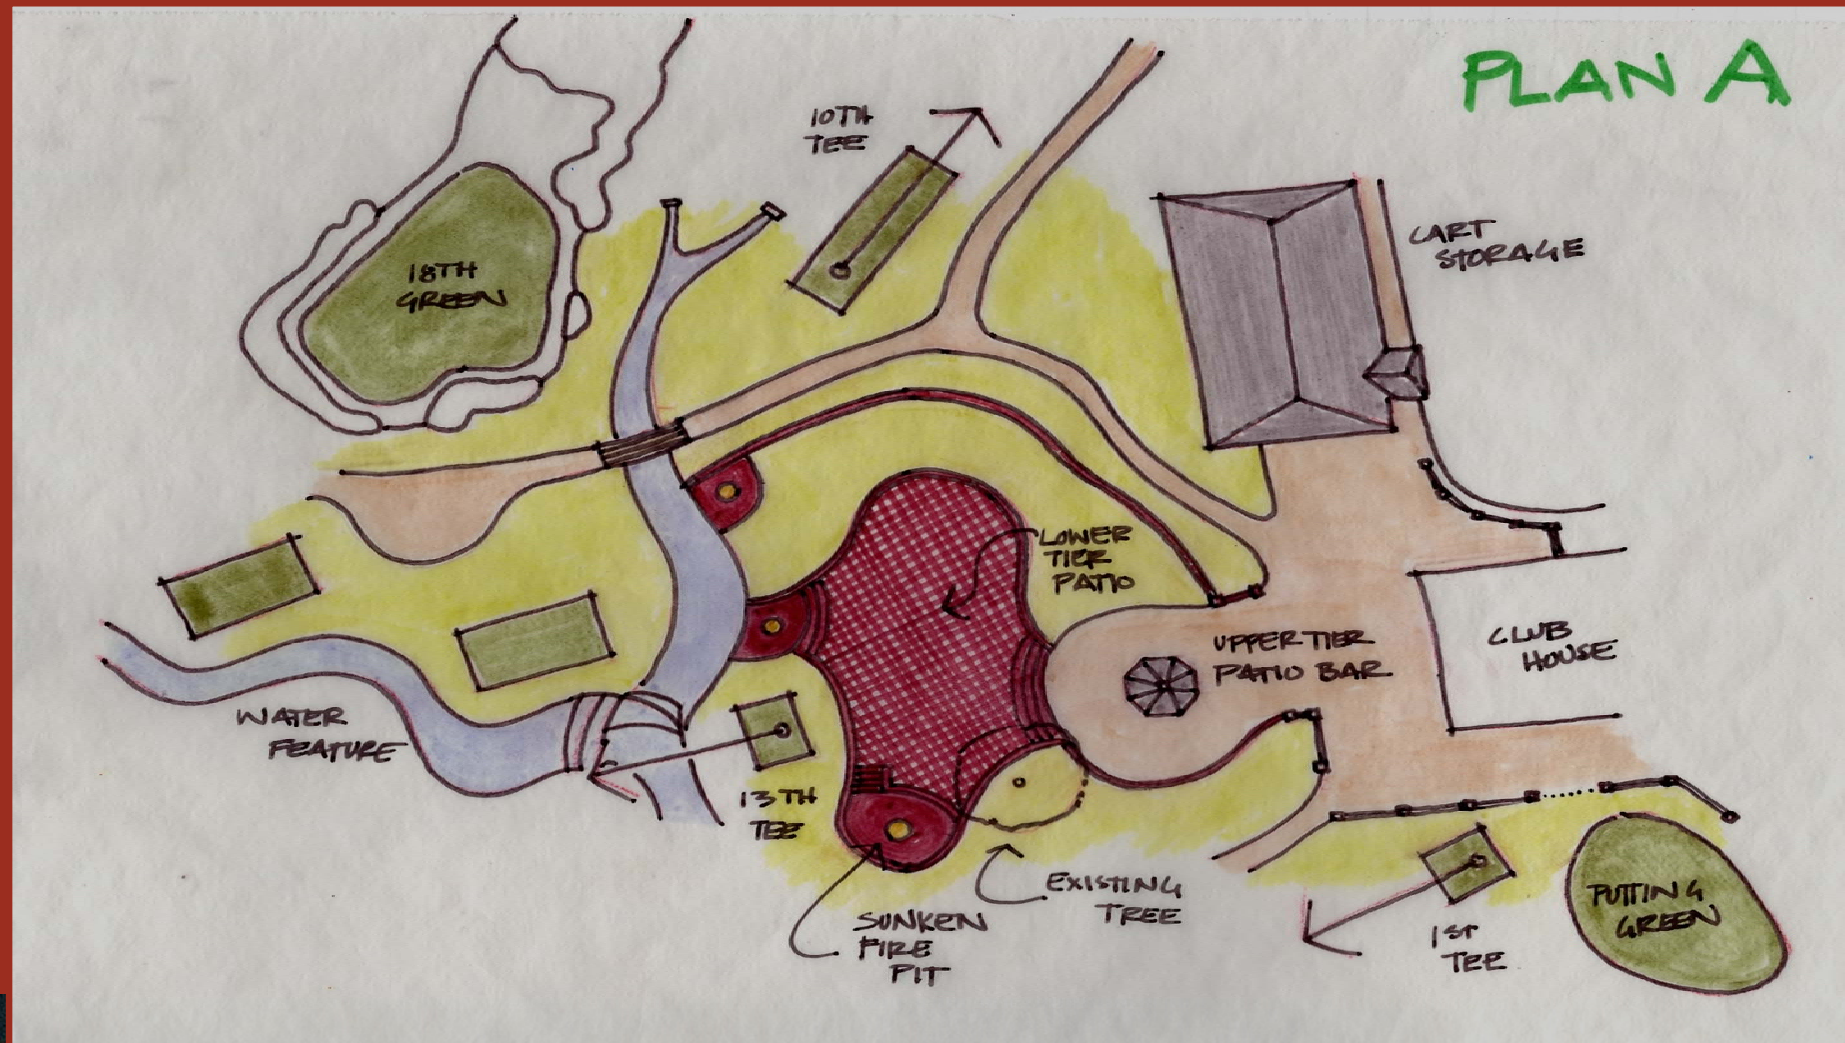 PLAN A
10TH
TEE
18TH
GREEN
CART
STORAGE
LOWER
TIER
PATIO
UPPER TIER
PATIO BAR
CLUB
HOUSE
WATER
FEATURE
13TH
TEE
EXISTING
TREE
SUNKEN
FIRE
PIT
PUTTING
GREEN
1ST
TEE